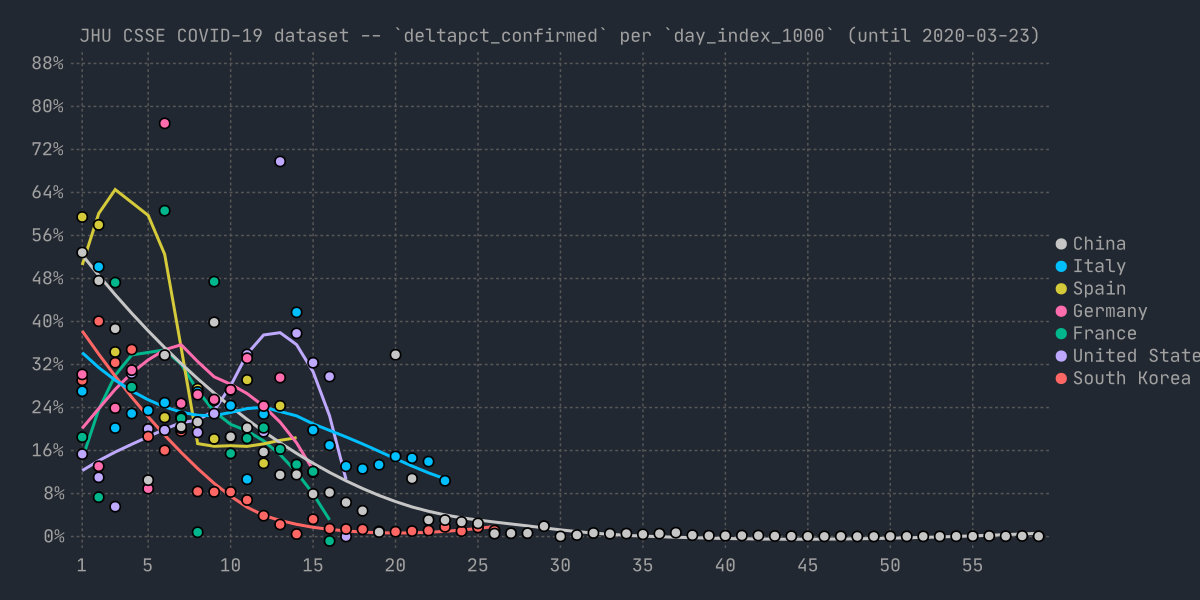 JHU CSSE COVID-19 dataset -- `deltapct_confirmed` per `day_index_1000` (until 2020-03-23)
88%
80%
72%
64%
56%
48%
40%
32%
24%
16%
8%
0%
1 5 10 15 20 25 30 35 40 45 50 55
China
Italy
Spain
Germany
France
United State
South Korea